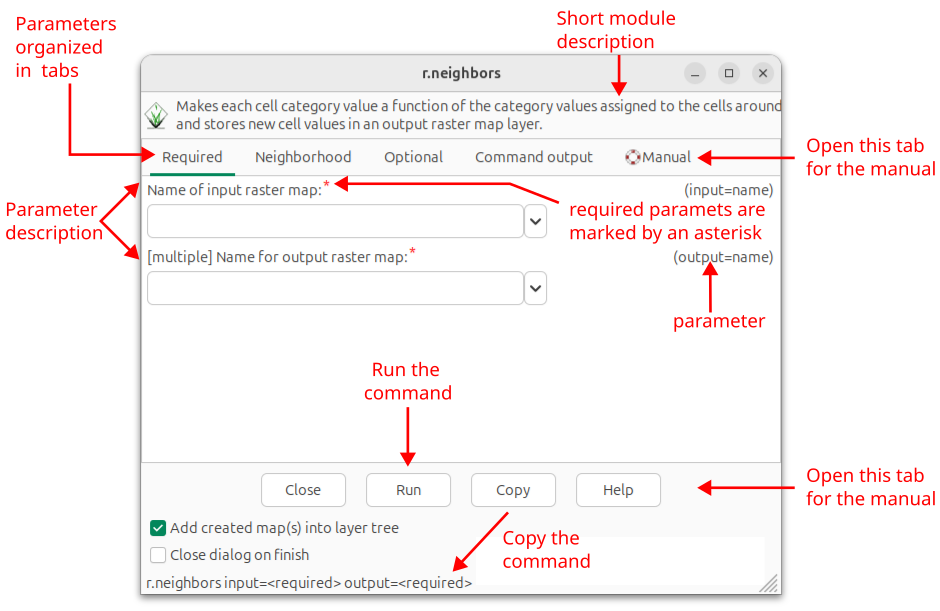 Parameters
organized
in tabs
Short module
description
r.neighbors
Makes each cell category value a function of the category values assigned to the cells around
and stores new cell values in an output raster map layer.
Required
Neighborhood
Optional
Command output
Manual
Open this tab
for the manual
Name of input raster map:*
(input=name)
Parameter
description
required paramets are
marked by an asterisk
[multiple] Name for output raster map:*
(output=name)
parameter
Run the
command
Close
Run
Copy
Help
Open this tab
for the manual
Add created map(s) into layer tree
Copy the
command
Close dialog on finish
r.neighbors input=<required> output=<required>